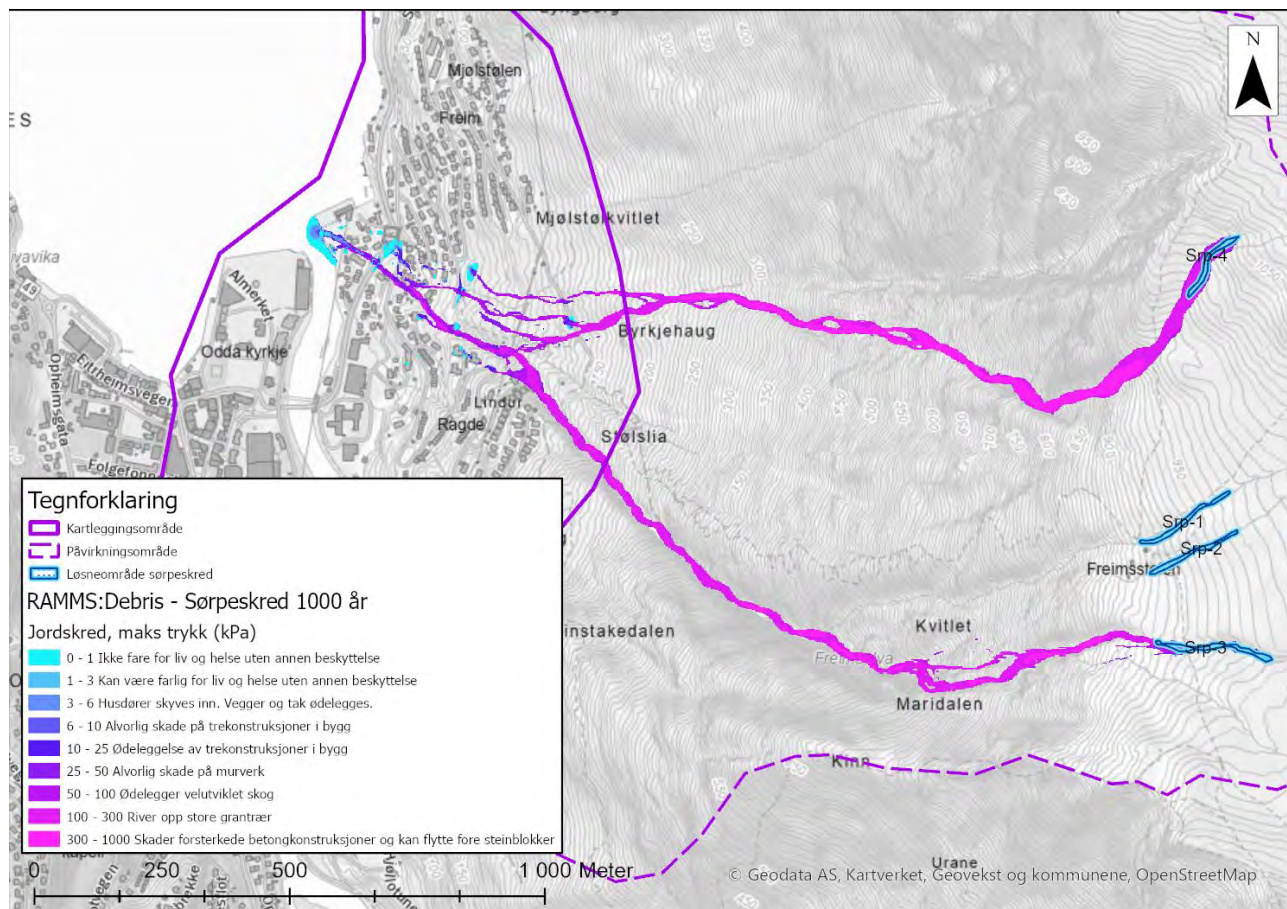 Mjølstølen
Freim
N
Mjølstølkvitlet
Srp-4
Almerket
49
Byrkjehaug
Odda kyrkje
Eitrheimsvegen
Opheimsgata
Lindur
Ragde
Stølslia
Folgefonn
Srp-1
Srp-2
Freimsstølen
Kvitlet
Srp-3
Maridalen
Kinn
Urane
Tegnforklaring
Kartleggingsområde
Påvirkningsområde
Løsneområde sørpeskred
RAMMS:Debris - Sørpeskred 1000 år
Jordskred, maks trykk (kPa)
0 - 1 Ikke fare for liv og helse uten annen beskyttelse
1 - 3 Kan være farlig for liv og helse uten annen beskyttelse
3 - 6 Husdører skyves inn. Vegger og tak ødelegges.
6 - 10 Alvorlig skade på trekonstruksjoner i bygg
10 - 25 Ødeleggelse av trekonstruksjoner i bygg
25 - 50 Alvorlig skade på murverk
50 - 100 Ødelegger velutviklet skog
100 - 300 River opp store grantrær
300 - 1000 Skader forsterkede betongkonstruksjoner og kan flytte fore steinblokker
0 250 500 1 000 Meter
© Geodata AS, Kartverket, Geovekst og kommunene, OpenStreetMap